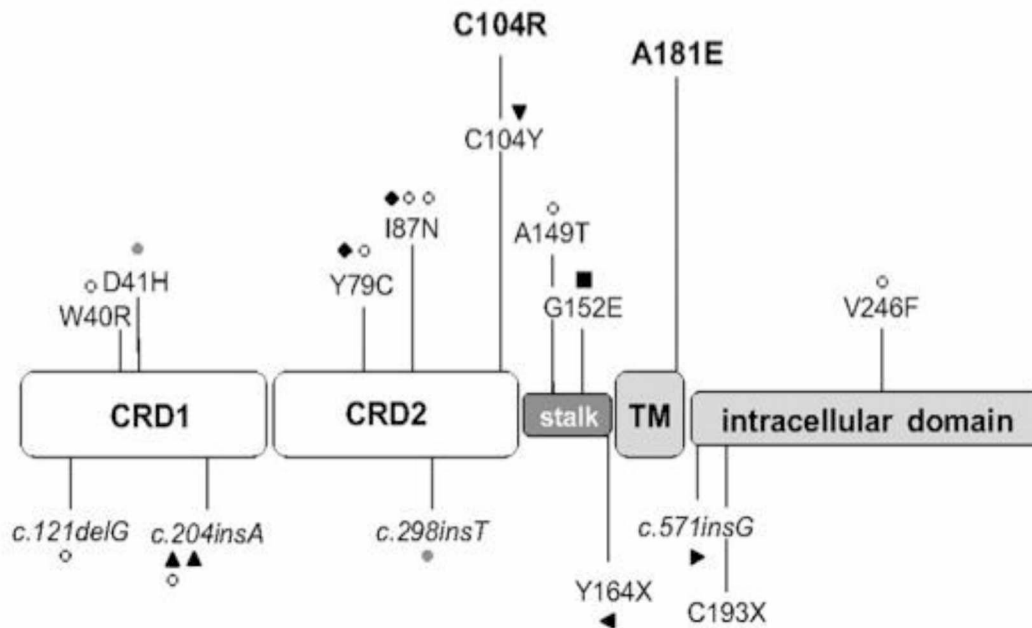 C104R
A181E
C104Y
I87N
A149T
D41H
Y79C
G152E
W40R
V246F
CRD1
CRD2
stalk
TM
intracellular domain
c.121delG
c.204insA
c.298insT
c.571insG
Y164X
C193X